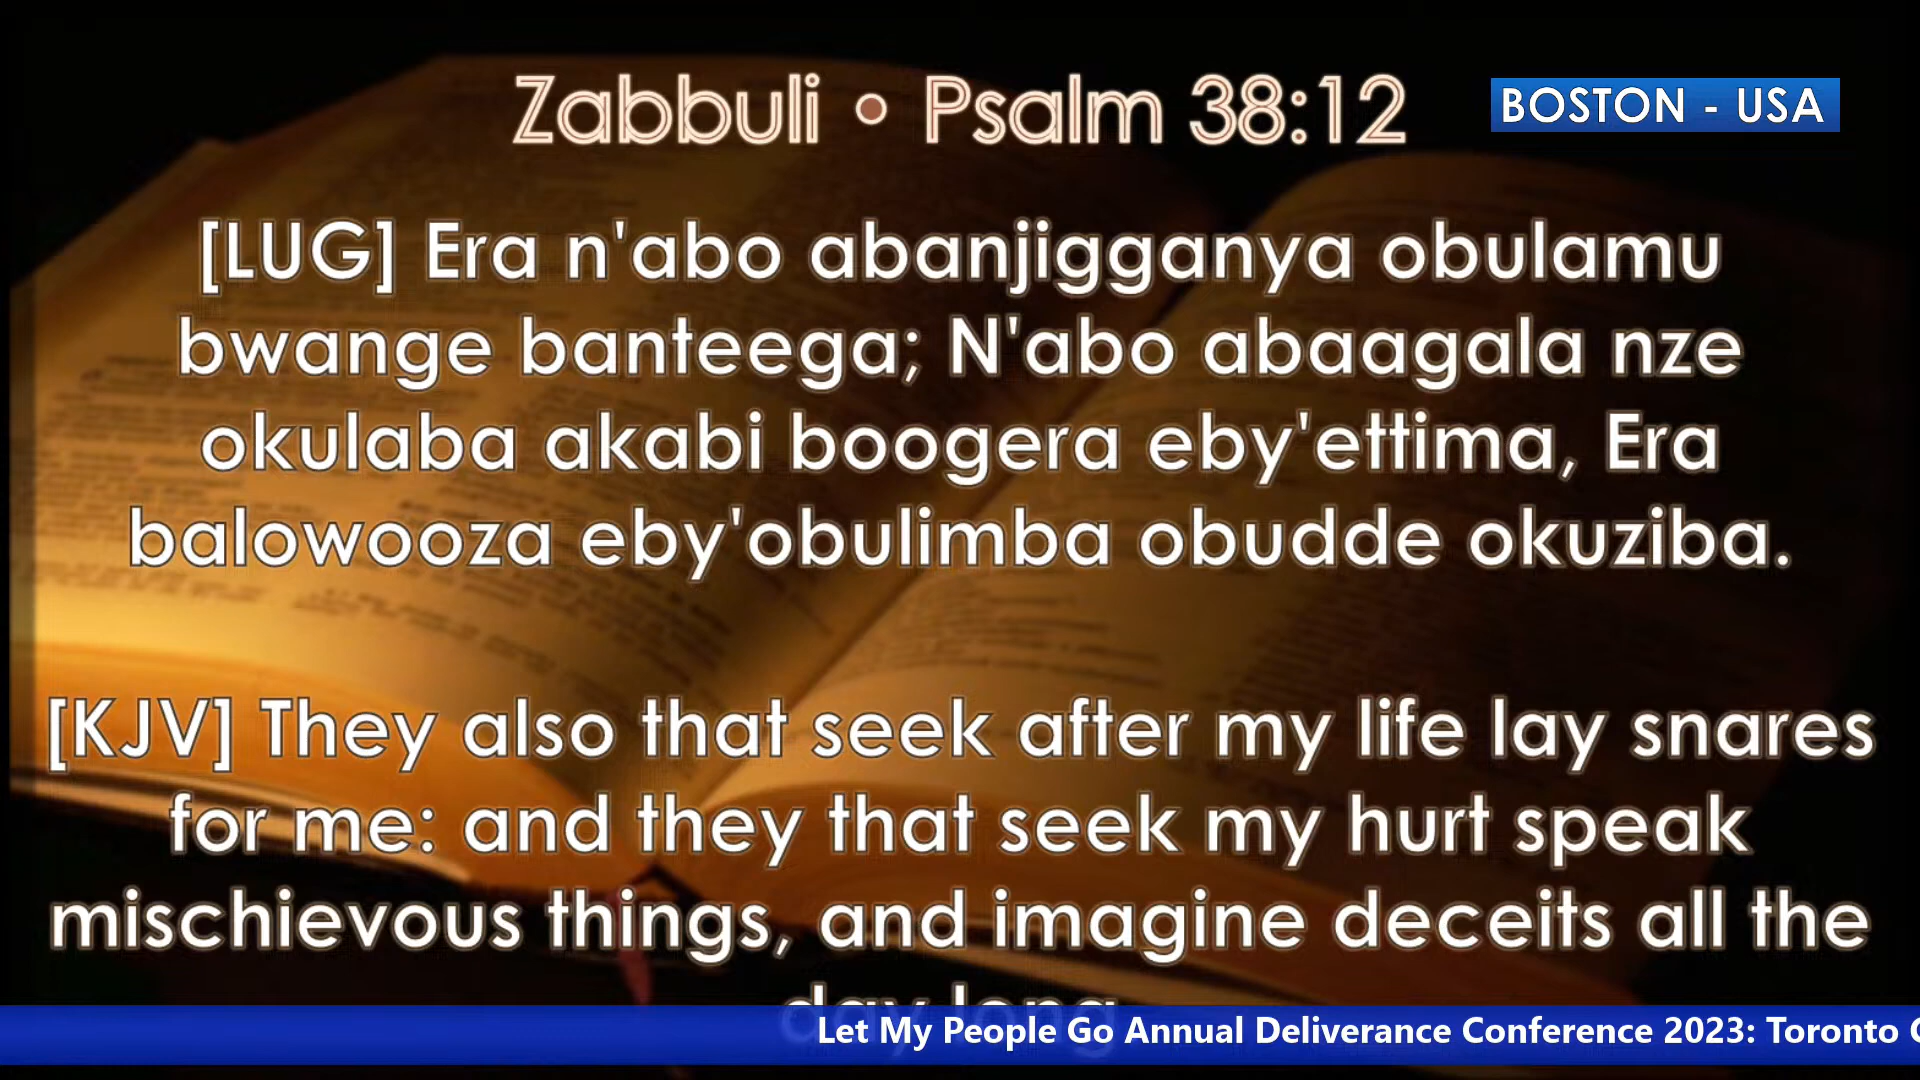 Zabbuli • Psalm 38:12
BOSTON - USA
[LUG] Era n'abo abanjigganya obulamu
bwange banteega; N'abo abaagala nze
okulaba akabi boogera eby'ettima, Era
balowooza eby'obulimba obudde okuziba.
[KJV] They also that seek after my life lay snares
for me: and they that seek my hurt speak
mischievous things, and imagine deceits all the
day long
Let My People Go Annual Deliverance Conference 2023: Toronto